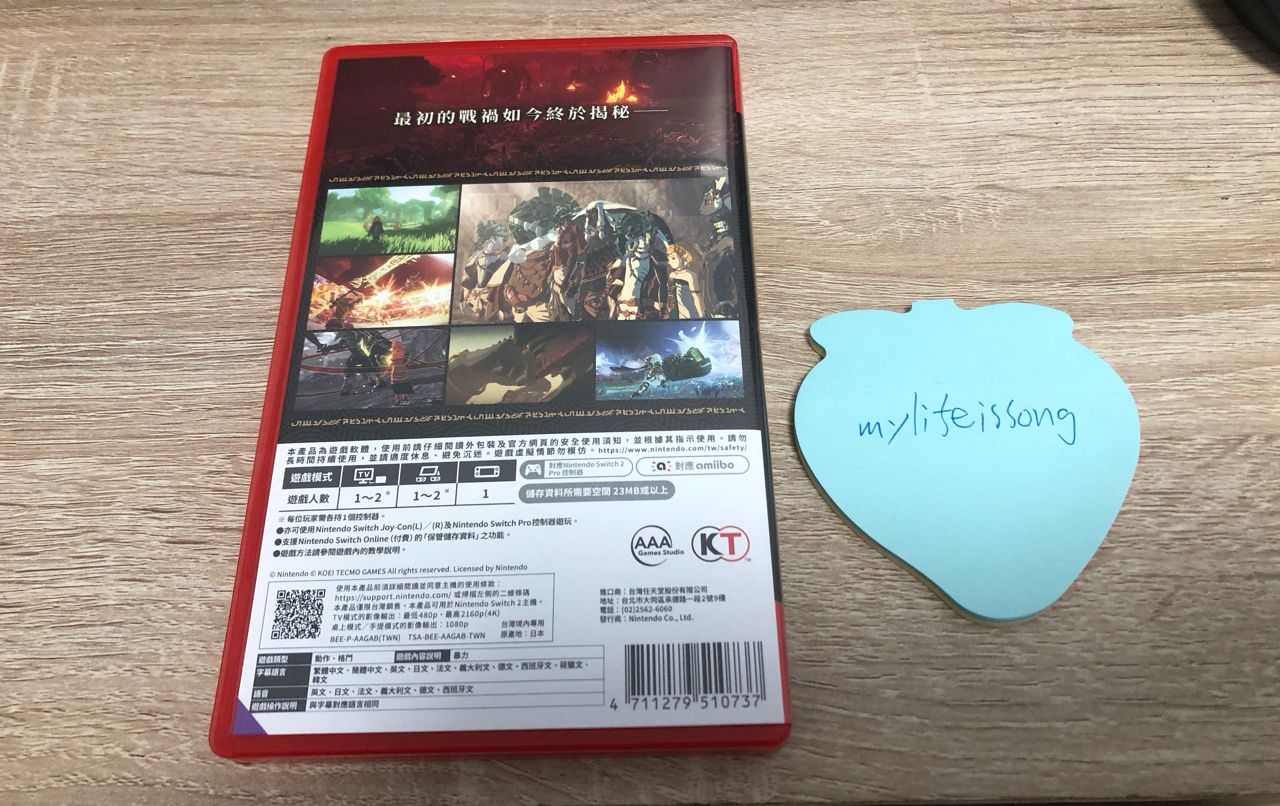 最初的戰禍如今終於揭秘——
本產品為遊戲軟體，使用前請仔細閱讀外包裝及官方網頁的安全使用須知，並根據其指示使用。請勿
長時間持續使用，並請適度休息、避免沉迷。遊戲虛擬情節勿模仿。https://www.nintendo.com/tw/safety/
遊戲模式 TV
對應Nintendo Switch 2
Pro 控制器
對應 amiibo
遊戲人數 1～2※ 1～2※ 1
儲存資料所需空間 23MB或以上
※ 每位玩家需各持1個控制器。
●亦可使用Nintendo Switch Joy-Con(L)／(R)及Nintendo Switch Pro控制器遊玩。
●支援Nintendo Switch Online (付費) 的「保管儲存資料」之功能。
●遊戲方法請參閱遊戲內的教學說明。
AAA
Games Studio
KT
TM
© Nintendo © KOEI TECMO GAMES All rights reserved. Licensed by Nintendo
使用本產品前請詳細閱讀並同意主機的使用條款：
https://support.nintendo.com/ 或掃描左側的二維條碼
本產品僅限台灣銷售。本產品可用於 Nintendo Switch 2主機。
TV模式的影像輸出：最低480p、最高2160p(4K)
桌上模式／手提模式的影像輸出：1080p
台灣境內專用
BEE-P-AAGAB(TWN) TSA-BEE-AAGAB-TWN 原產地：日本
進口商：台灣任天堂股份有限公司
地址：台北市大同區承德路一段2號9樓
電話：(02)2562-6060
發行商：Nintendo Co., Ltd.
遊戲類型 動作、格鬥 遊戲內容說明 暴力
字幕語言 繁體中文、簡體中文、英文、日文、法文、義大利文、德文、西班牙文、荷蘭文、
韓文
語音 英文、日文、法文、義大利文、德文、西班牙文
遊戲操作說明 與字幕對應語言相同
4 711279 510737
mylifeissong